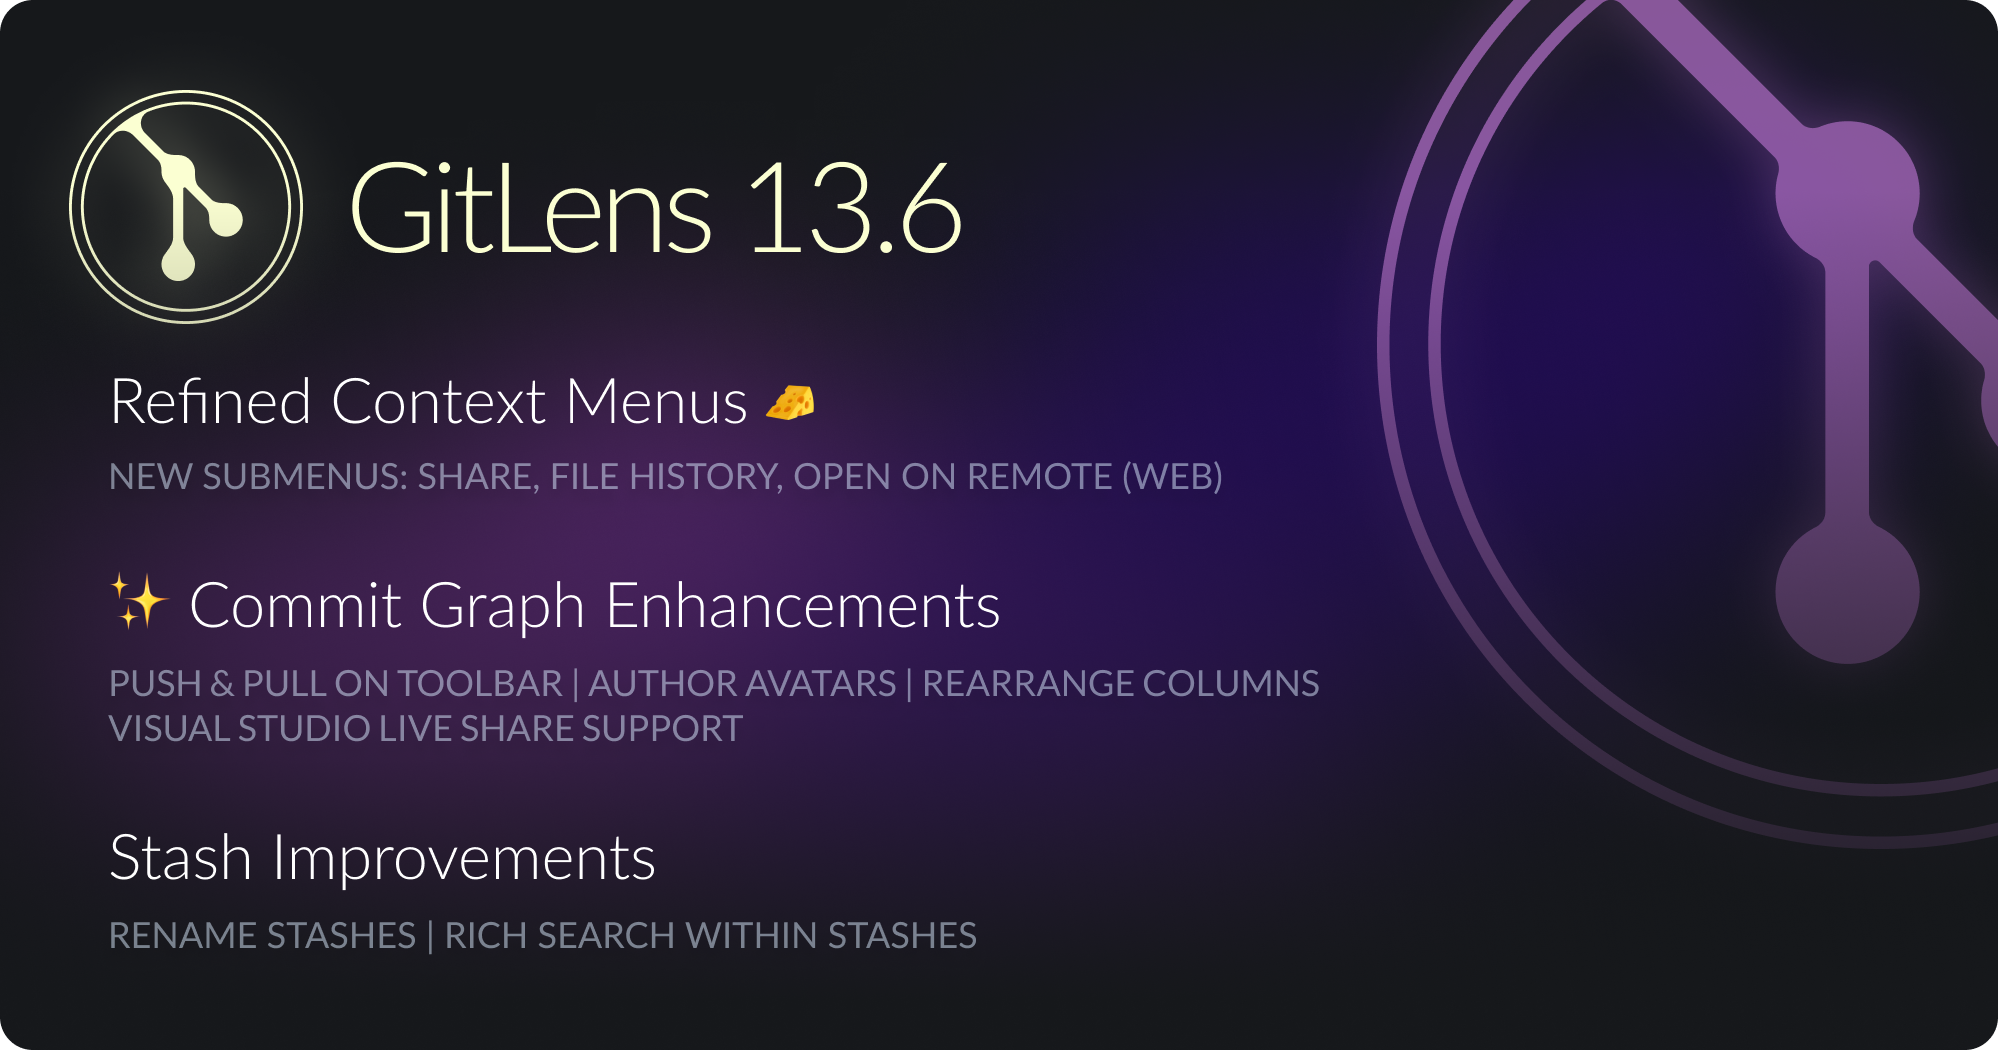 GitLens 13.6
Refined Context Menus 🧀
NEW SUBMENUS: SHARE, FILE HISTORY, OPEN ON REMOTE (WEB)
✨ Commit Graph Enhancements
PUSH & PULL ON TOOLBAR | AUTHOR AVATARS | REARRANGE COLUMNS
VISUAL STUDIO LIVE SHARE SUPPORT
Stash Improvements
RENAME STASHES | RICH SEARCH WITHIN STASHES